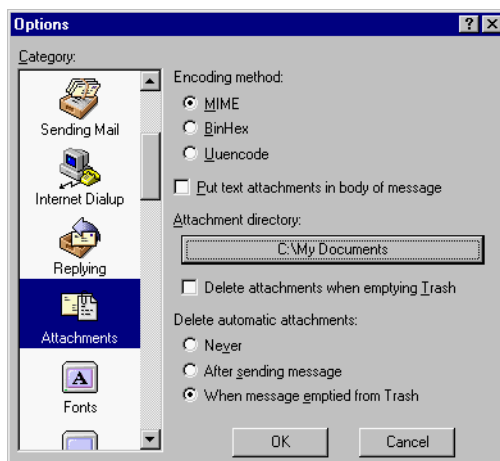 Options
Category:
Sending Mail
Internet Dialup
Replying
Attachments
Fonts
Encoding method:
MIME
BinHex
Uuencode
Put text attachments in body of message
Attachment directory:
C:\My Documents
Delete attachments when emptying Trash
Delete automatic attachments:
Never
After sending message
When message emptied from Trash
OK
Cancel